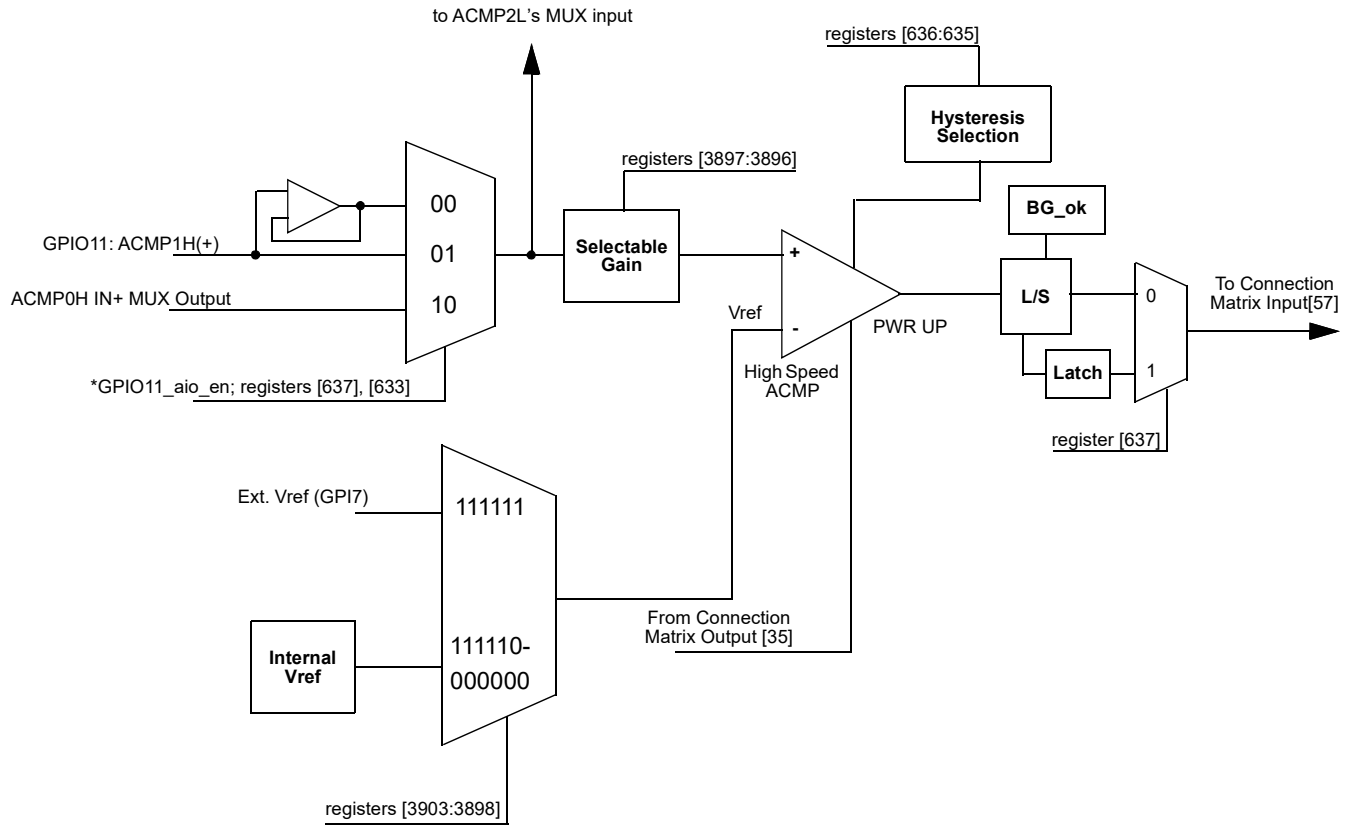 to ACMP2L's MUX input
registers [636:635]
Hysteresis
Selection
registers [3897:3896]
00
BG_ok
GPIO11: ACMP1H(+)
01
Selectable
Gain
+
L/S
0
To Connection
Matrix Input[57]
ACMP0H IN+ MUX Output
10
Vref
-
PWR UP
High Speed
ACMP
Latch
1
*GPIO11_aio_en; registers [637], [633]
register [637]
Ext. Vref (GPI7)
111111
From Connection
Matrix Output [35]
Internal
Vref
111110-
000000
registers [3903:3898]